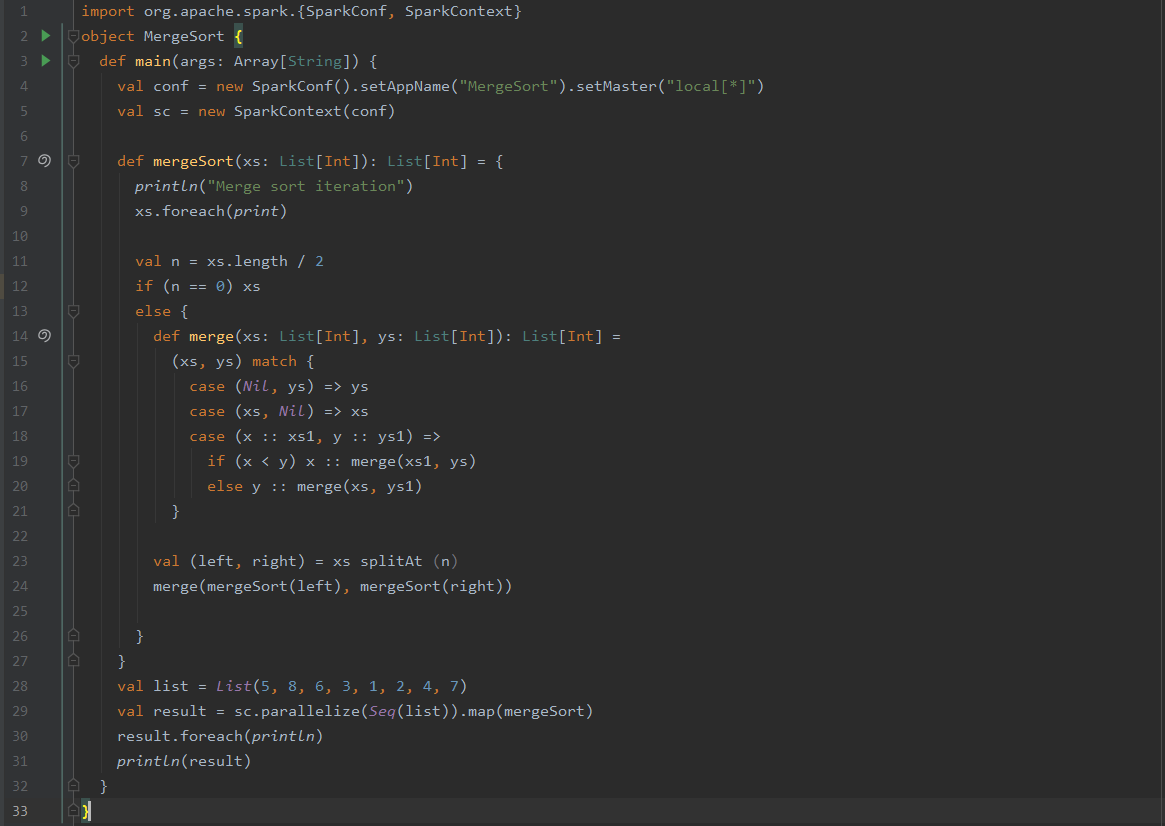 1 import org.apache.spark.{SparkConf, SparkContext}
2 object MergeSort {
3 def main(args: Array[String]) {
4 val conf = new SparkConf().setAppName("MergeSort").setMaster("local[*]")
5 val sc = new SparkContext(conf)
6
7 def mergeSort(xs: List[Int]): List[Int] = {
8 println("Merge sort iteration")
9 xs.foreach(print)
10
11 val n = xs.length / 2
12 if (n == 0) xs
13 else {
14 def merge(xs: List[Int], ys: List[Int]): List[Int] =
15 (xs, ys) match {
16 case (Nil, ys) => ys
17 case (xs, Nil) => xs
18 case (x :: xs1, y :: ys1) =>
19 if (x < y) x :: merge(xs1, ys)
20 else y :: merge(xs, ys1)
21 }
22
23 val (left, right) = xs splitAt (n)
24 merge(mergeSort(left), mergeSort(right))
25
26 }
27 }
28 val list = List(5, 8, 6, 3, 1, 2, 4, 7)
29 val result = sc.parallelize(Seq(list)).map(mergeSort)
30 result.foreach(println)
31 println(result)
32 }
33 }